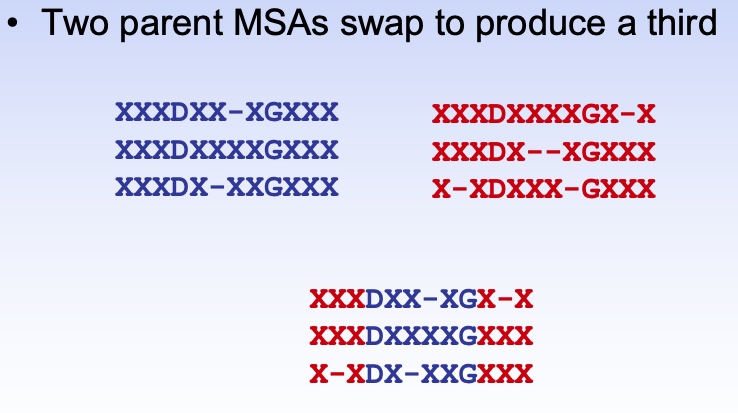 • Two parent MSAs swap to produce a third
XXXDXX-XGXXX XXXDXXXXGX-X
XXXDXXXXGXXX XXXDX--XGXXX
XXXDX-XXGXXX X-XDXXX-GXXX
XXXDXX-XGX-X
XXXDXXXXGXXX
X-XDX-XXGXXX